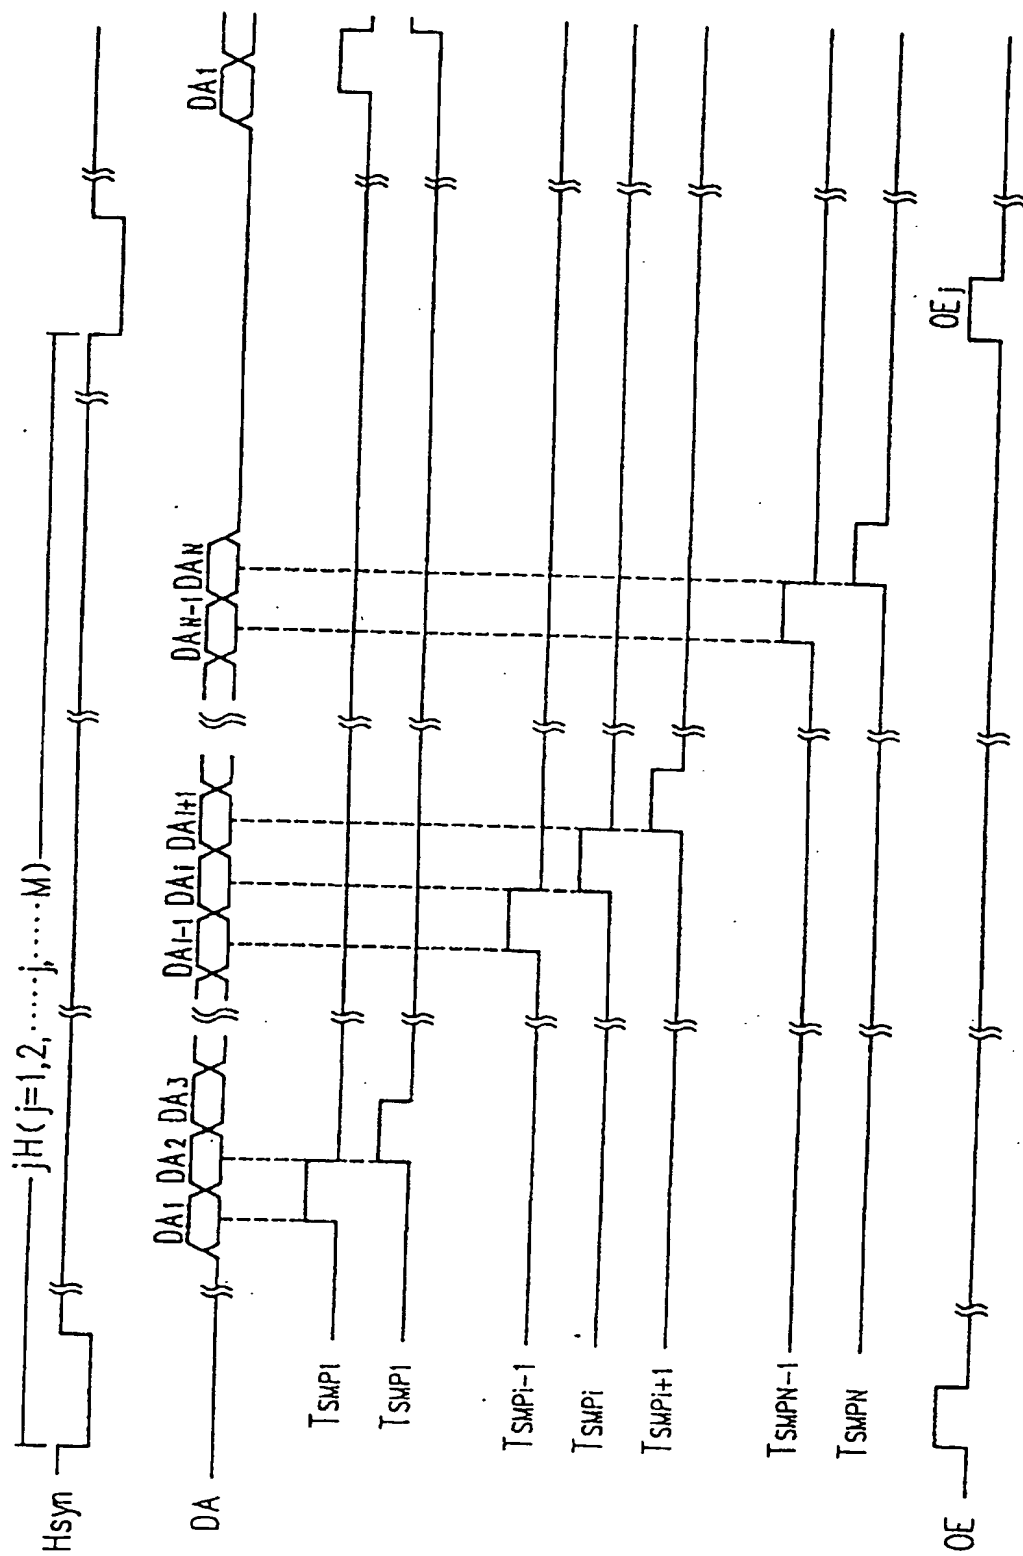 Hsyn
jH(j=1,2,.....j,.....M)
DA
DA1 DA2 DA3 DAi-1 DAi DAi+1 DAN-1 DAN DA1
TSMP1
TSMP1
TSMPi-1
TSMPi
TSMPi+1
TSMPN-1
TSMPN
OE
OEj